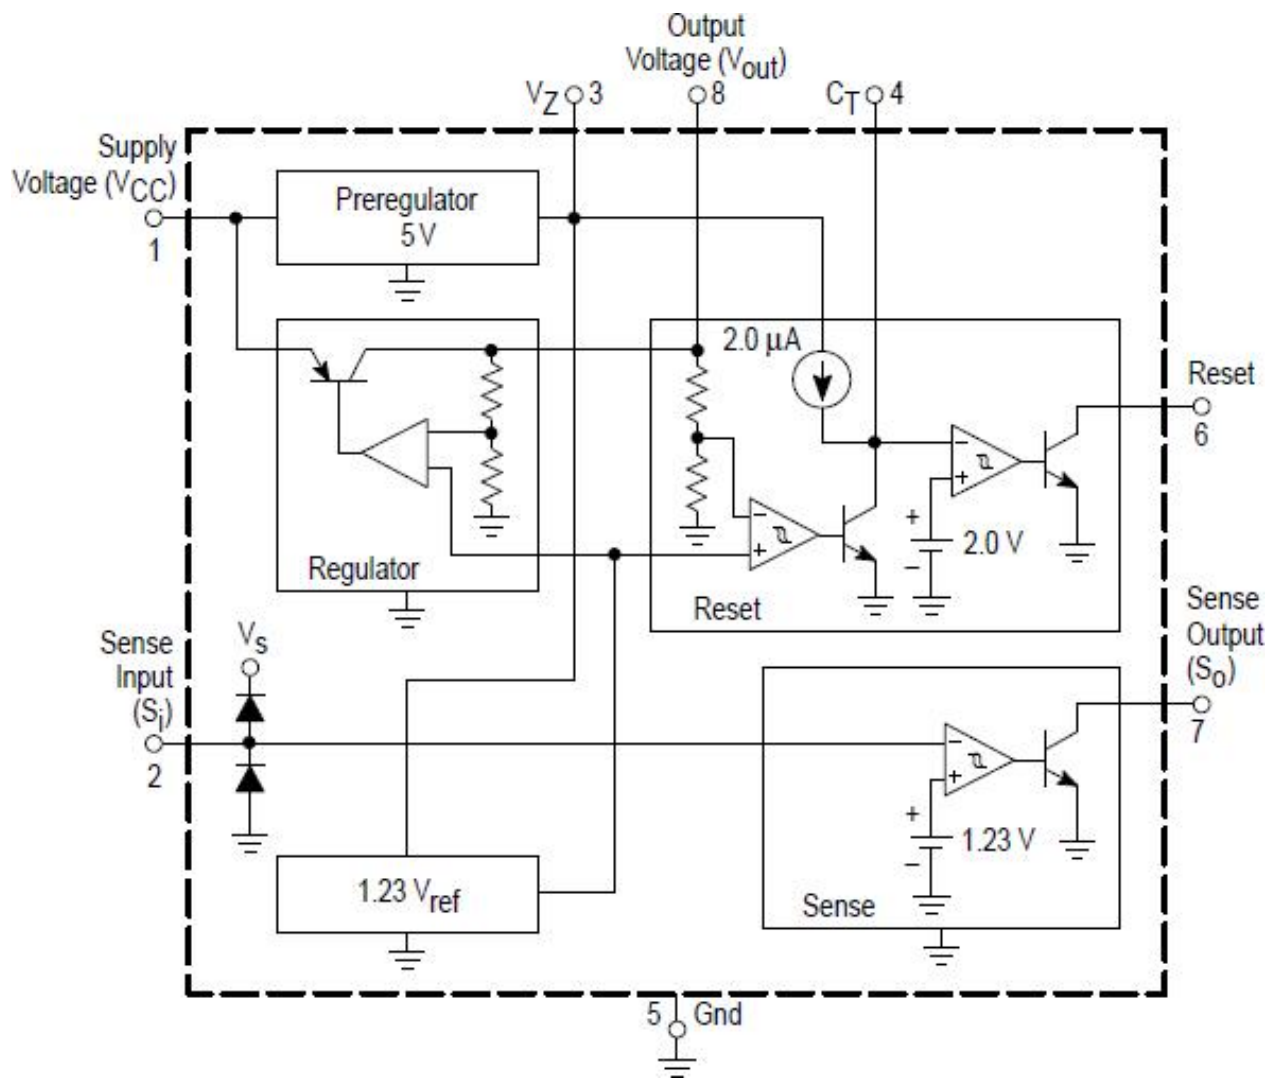 Output
Voltage (Vout)
VZ 3
8
CT 4
Supply
Voltage (VCC)
1
Preregulator
5 V
2.0 µA
Reset
6
−
+
+
2.0 V
−
−
+
Regulator
Reset
Sense
Output
(So)
7
Sense
Input
(Si)
2
Vs
−
+
+
1.23 V
−
1.23 Vref
Sense
5 Gnd